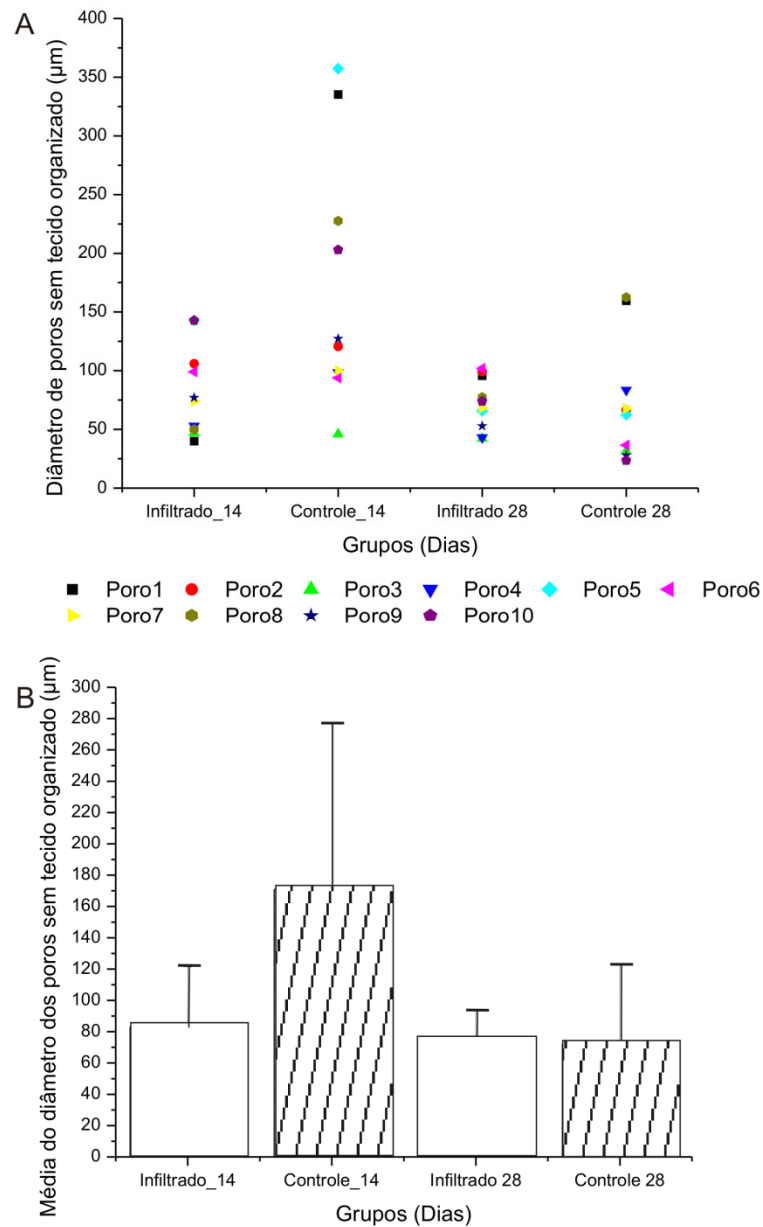 A
Diâmetro de poros sem tecido organizado (µm)
400
350
300
250
200
150
100
50
0
Infiltrado_14 Controle_14 Infiltrado 28 Controle 28
Grupos (Dias)
Poro1 Poro2 Poro3 Poro4 Poro5 Poro6
Poro7 Poro8 Poro9 Poro10
B
Média do diâmetro dos poros sem tecido organizado (µm)
300
280
260
240
220
200
180
160
140
120
100
80
60
40
20
0
Infiltrado_14 Controle_14 Infiltrado 28 Controle 28
Grupos (Dias)